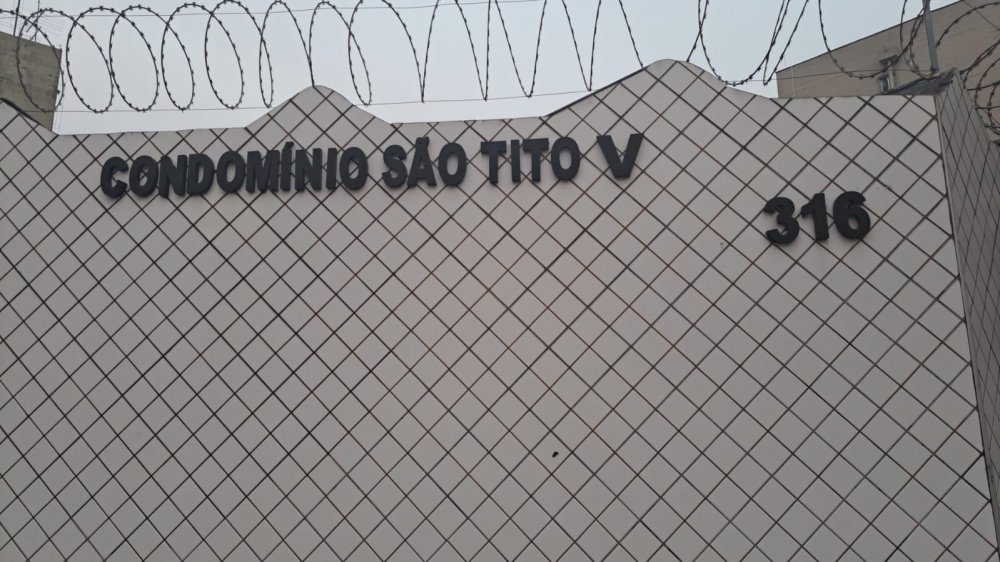 CONDOMÍNIO SÃO TITO V
316